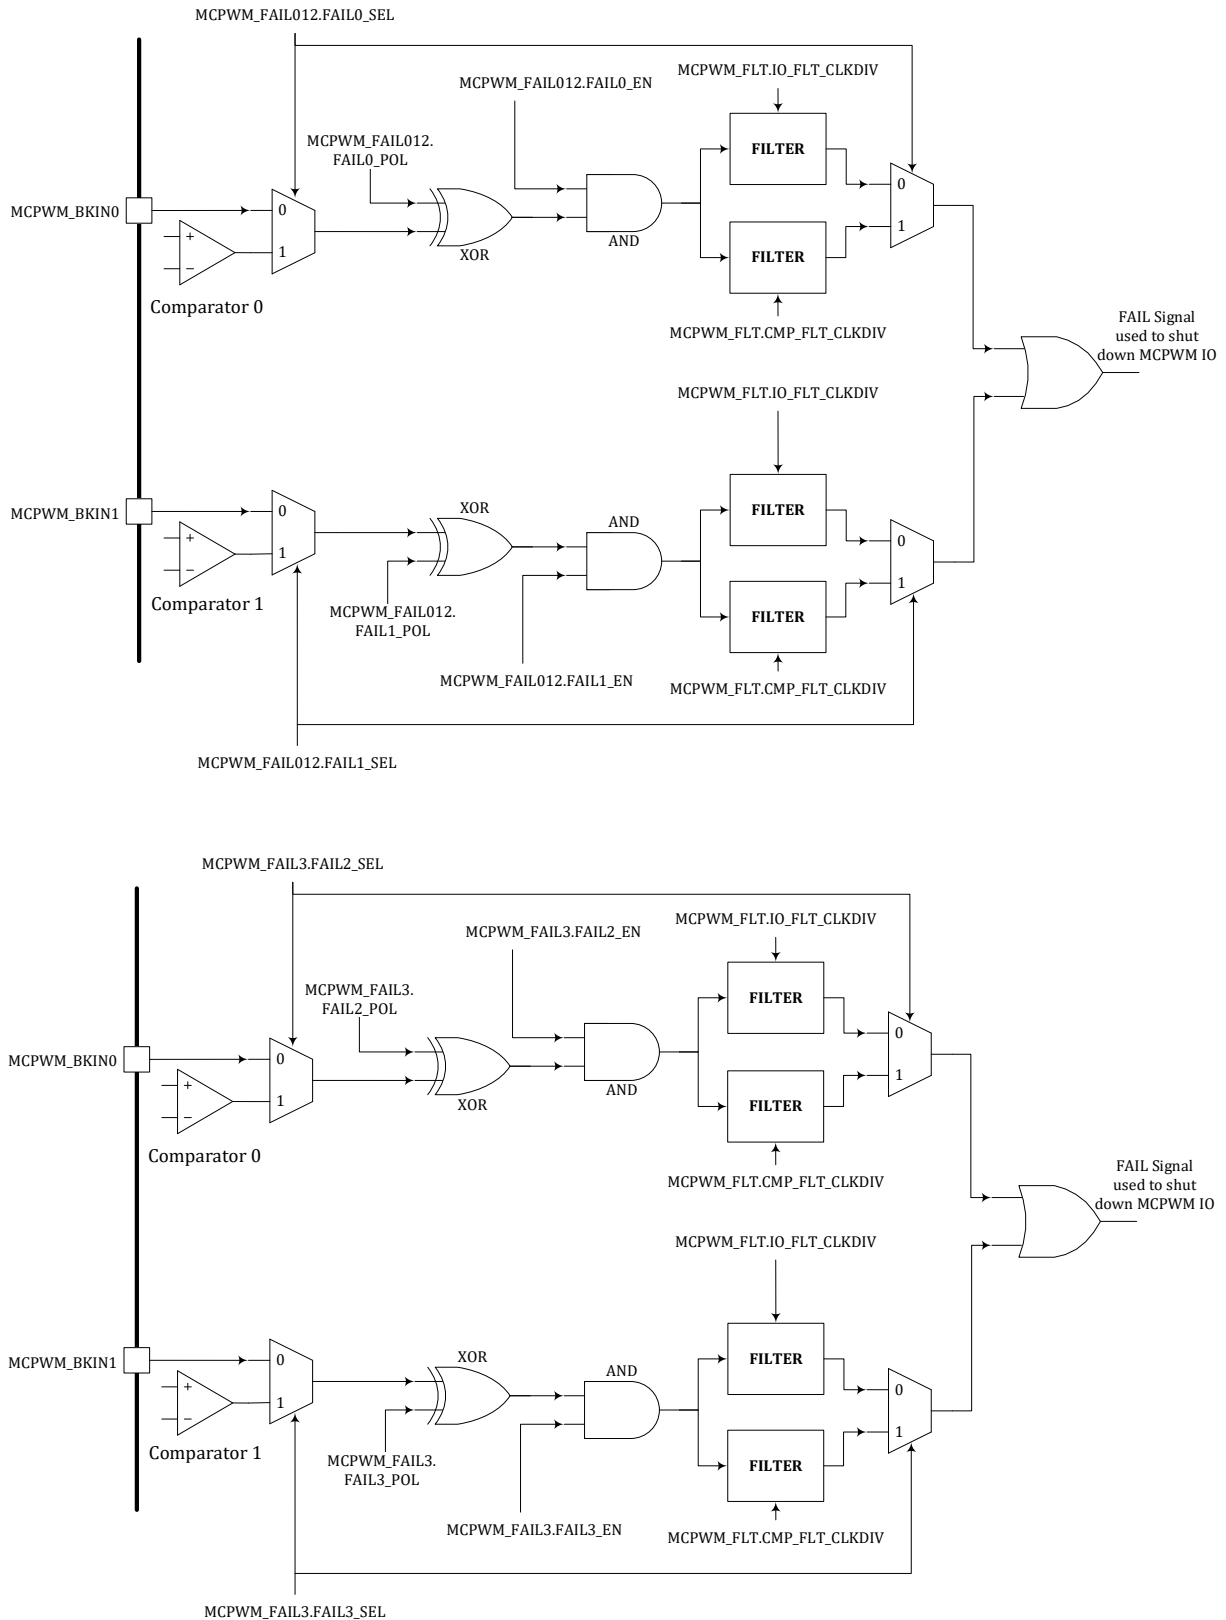 MCPWM_FAIL012.FAIL0_SEL
MCPWM_FLT.IO_FLT_CLKDIV
MCPWM_FAIL012.FAIL0_EN
MCPWM_FAIL012.
FAIL0_POL
FILTER
0
MCPWM_BKIN0
0
+
1
−
1
AND
XOR
FILTER
Comparator 0
MCPWM_FLT.CMP_FLT_CLKDIV
FAIL Signal
used to shut
down MCPWM IO
MCPWM_FLT.IO_FLT_CLKDIV
MCPWM_BKIN1
0
XOR
AND
FILTER
0
+
1
−
1
Comparator 1
MCPWM_FAIL012.
FAIL1_POL
FILTER
MCPWM_FAIL012.FAIL1_EN
MCPWM_FLT.CMP_FLT_CLKDIV
MCPWM_FAIL012.FAIL1_SEL
MCPWM_FAIL3.FAIL2_SEL
MCPWM_FLT.IO_FLT_CLKDIV
MCPWM_FAIL3.FAIL2_EN
MCPWM_FAIL3.
FAIL2_POL
FILTER
0
MCPWM_BKIN0
0
+
1
−
1
AND
XOR
FILTER
Comparator 0
MCPWM_FLT.CMP_FLT_CLKDIV
FAIL Signal
used to shut
down MCPWM IO
MCPWM_FLT.IO_FLT_CLKDIV
MCPWM_BKIN1
0
XOR
AND
FILTER
0
+
1
−
1
Comparator 1
MCPWM_FAIL3.
FAIL3_POL
FILTER
MCPWM_FAIL3.FAIL3_EN
MCPWM_FLT.CMP_FLT_CLKDIV
MCPWM_FAIL3.FAIL3_SEL